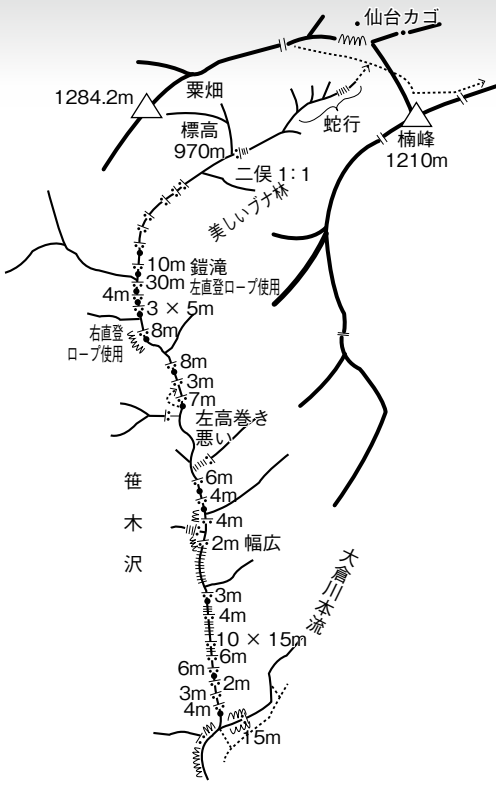 仙台カゴ
1284.2m
粟畑
標高
970m
蛇行
楠峰
1210m
二俣 1:1
美しいブナ林
10m 鎧滝
30m 左直登ロープ使用
4m
3 × 5m
8m
右直登
ロープ使用
8m
3m
7m
左高巻き
悪い
6m
4m
4m
2m 幅広
笹木沢
大倉川本流
3m
4m
10 × 15m
6m
6m
2m
3m
4m
15m